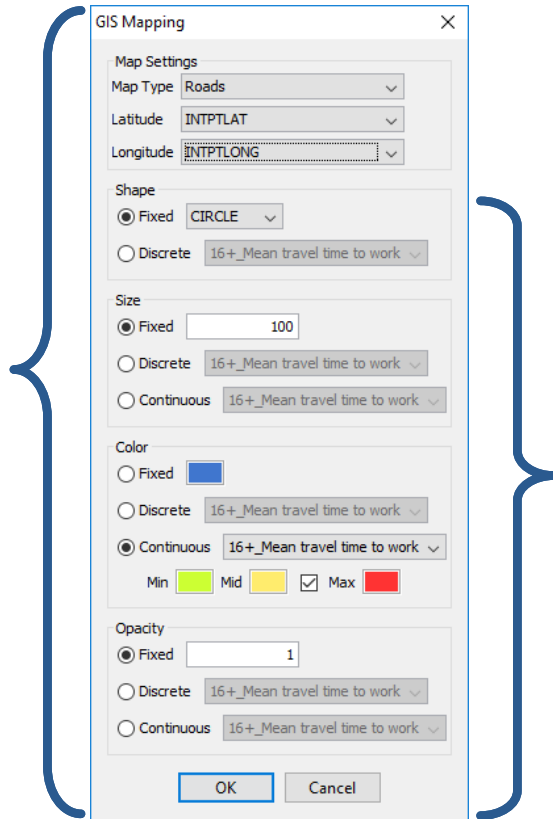 GIS Mapping
Map Settings
Map Type Roads
Latitude INTPTLAT
Longitude INTPTLONG
Shape
Fixed CIRCLE
Discrete 16+_Mean travel time to work
Size
Fixed 100
Discrete 16+_Mean travel time to work
Continuous 16+_Mean travel time to work
Color
Fixed
Discrete 16+_Mean travel time to work
Continuous 16+_Mean travel time to work
Min Mid Max
Opacity
Fixed 1
Discrete 16+_Mean travel time to work
Continuous 16+_Mean travel time to work
OK Cancel